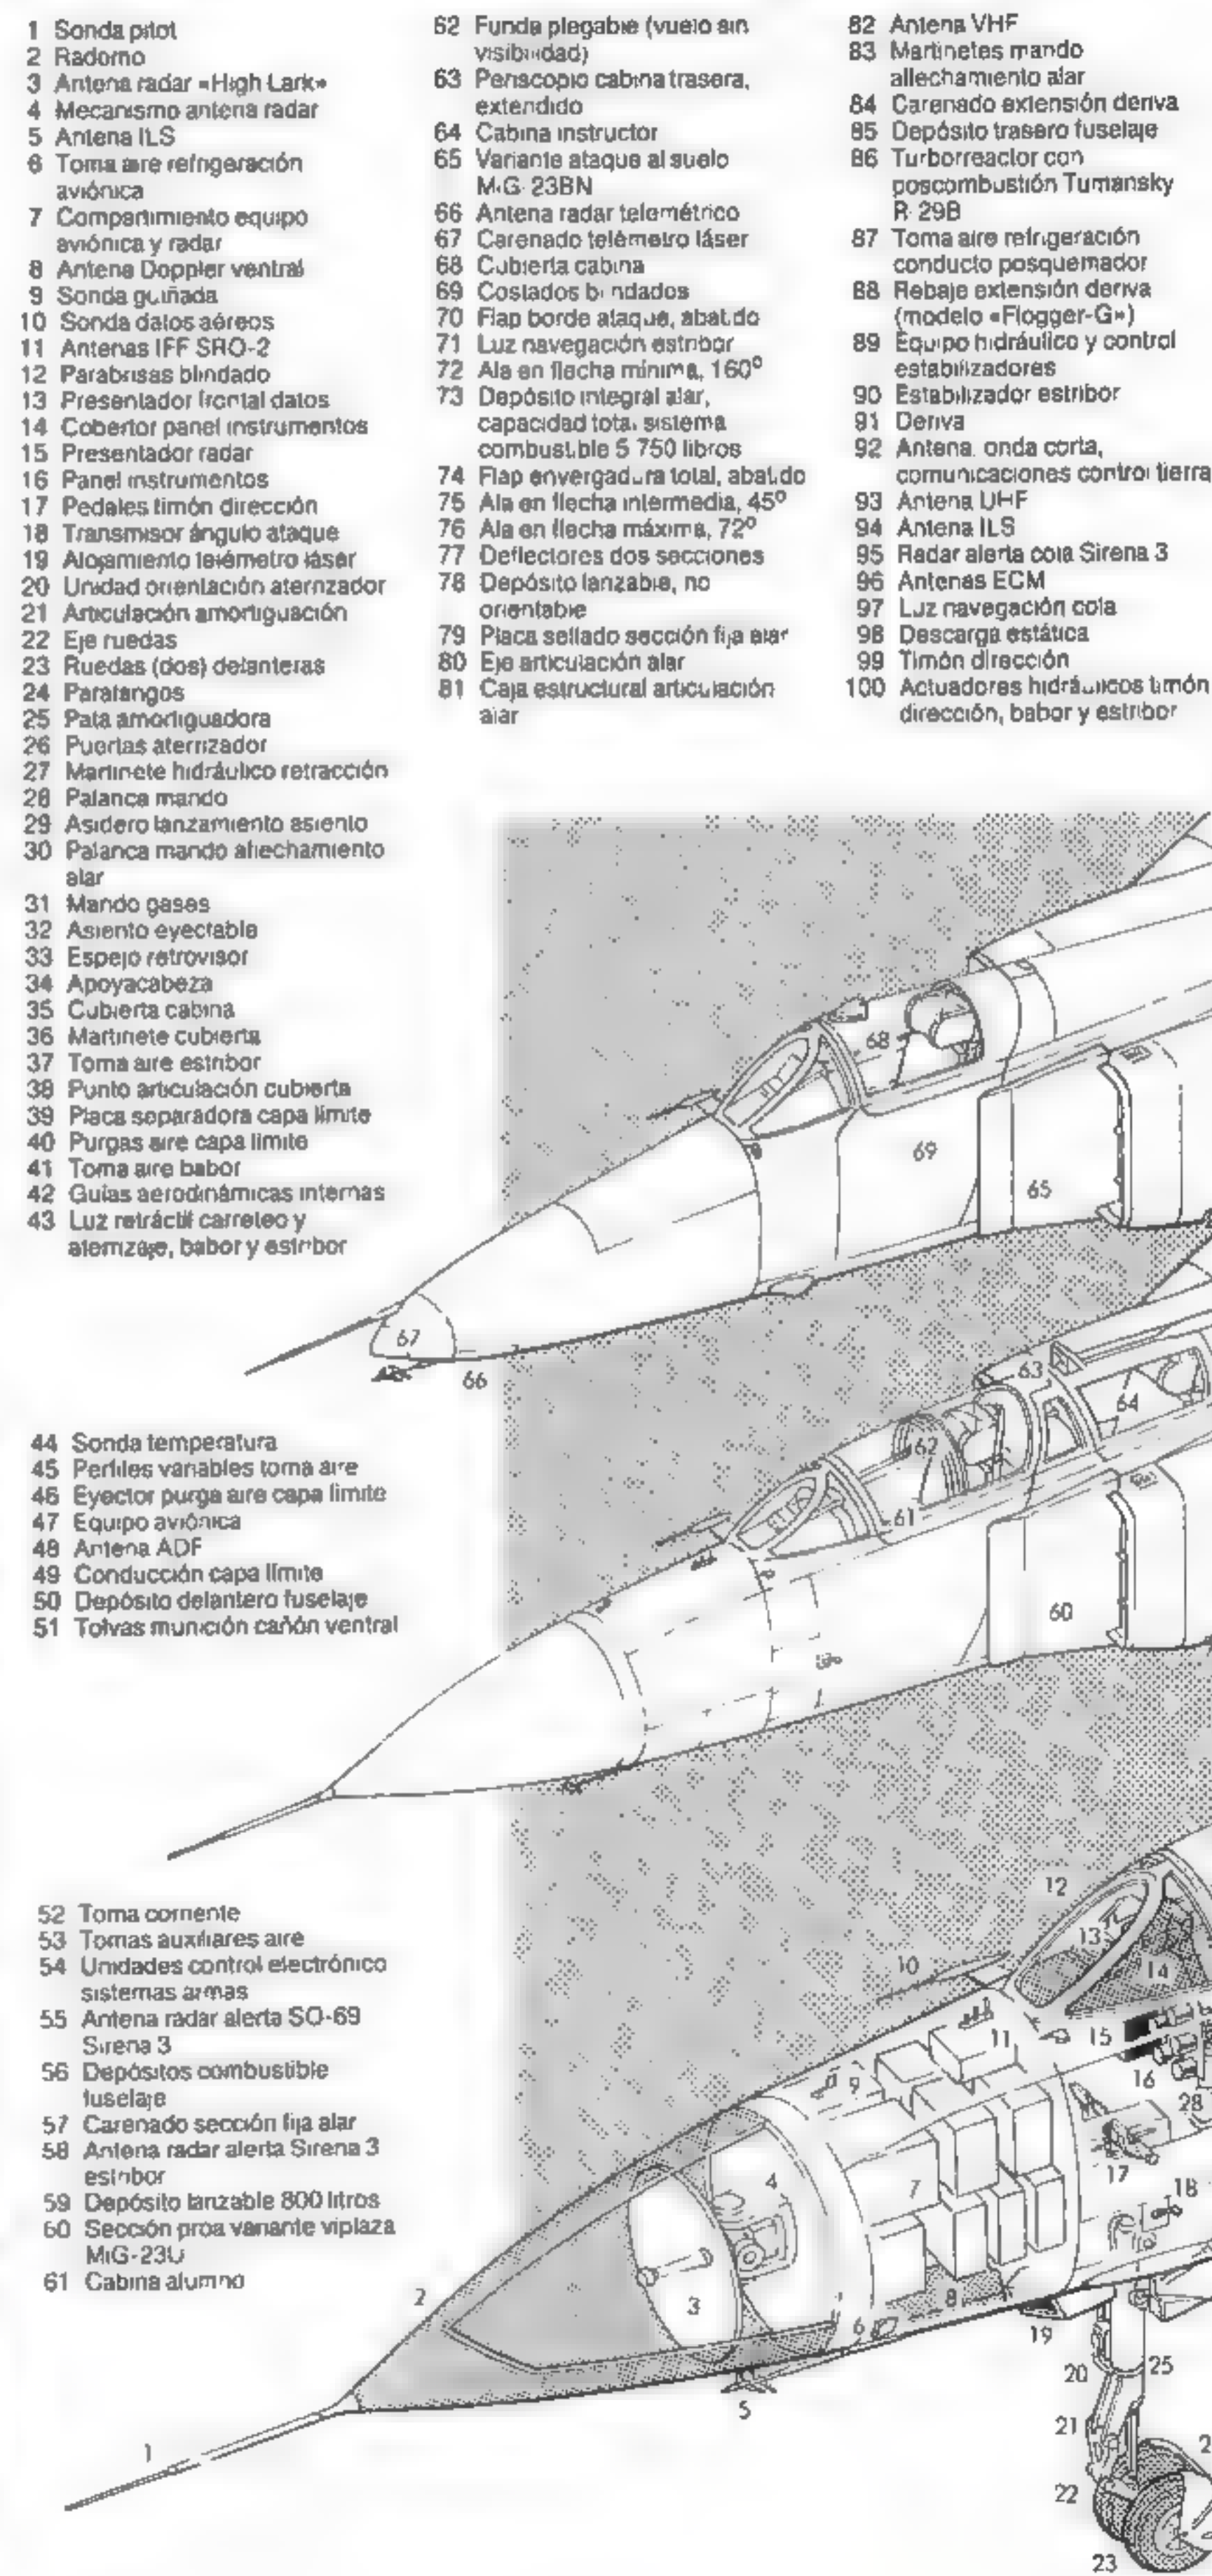 1 Sonda pitot
2 Radomo
3 Antena radar «High Lark»
4 Mecanismo antena radar
5 Antena ILS
6 Toma aire refrigeración
aviónica
7 Compartimiento equipo
aviónica y radar
8 Antena Doppler ventral
9 Sonda guiñada
10 Sonda datos aéreos
11 Antenas IFF SRO-2
12 Parabrisas blindado
13 Presentador frontal datos
14 Cobertor panel instrumentos
15 Presentador radar
16 Panel instrumentos
17 Pedales timón dirección
18 Transmisor ángulo ataque
19 Alojamiento telémetro láser
20 Unidad orientación aterrizador
21 Articulación amortiguación
22 Eje ruedas
23 Ruedas (dos) delanteras
24 Parafangos
25 Pata amortiguadora
26 Puertas aterrizador
27 Martinete hidráulico retracción
28 Palanca mando
29 Asidero lanzamiento asiento
30 Palanca mando aflechamiento
alar
31 Mando gases
32 Asiento eyectable
33 Espejo retrovisor
34 Apoyacabeza
35 Cubierta cabina
36 Martinete cubierta
37 Toma aire estribor
38 Punto articulación cubierta
39 Placa separadora capa límite
40 Purgas aire capa límite
41 Toma aire babor
42 Guías aerodinámicas internas
43 Luz retráctil carreteo y
aterrizaje, babor y estribor
44 Sonda temperatura
45 Perfiles variables toma aire
46 Eyector purga aire capa límite
47 Equipo aviónica
48 Antena ADF
49 Conducción capa límite
50 Depósito delantero fuselaje
51 Tolvas munición cañón ventral
52 Toma corriente
53 Tomas auxiliares aire
54 Unidades control electrónico
sistemas armas
55 Antena radar alerta SO-69
Sirena 3
56 Depósitos combustible
fuselaje
57 Carenado sección fija alar
58 Antena radar alerta Sirena 3
estribor
59 Depósito lanzable 800 litros
60 Sección proa variante viplaza
MiG-23U
61 Cabina alumno
62 Funda plegable (vuelo sin
visibilidad)
63 Periscopio cabina trasera,
extendido
64 Cabina instructor
65 Variante ataque al suelo
MiG-23BN
66 Antena radar telemétrico
67 Carenado telémetro láser
68 Cubierta cabina
69 Costados blindados
70 Flap borde ataque, abatido
71 Luz navegación estribor
72 Ala en flecha mínima, 160°
73 Depósito integral alar,
capacidad total sistema
combustible 5 750 libros
74 Flap envergadura total, abatido
75 Ala en flecha intermedia, 45°
76 Ala en flecha máxima, 72°
77 Deflectores dos secciones
78 Depósito lanzable, no
orientable
79 Placa sellado sección fija alar
80 Eje articulación alar
81 Caja estructural articulación
alar
82 Antena VHF
83 Martinetes mando
allechamiento alar
84 Carenado extensión deriva
85 Depósito trasero fuselaje
86 Turborreactor con
poscombustión Tumansky
R-29B
87 Toma aire refrigeración
conducto posquemador
88 Rebaje extensión deriva
(modelo «Flogger-G»)
89 Equipo hidráulico y control
estabilizadores
90 Estabilizador estribor
91 Deriva
92 Antena onda corta,
comunicaciones control tierra
93 Antena UHF
94 Antena ILS
95 Radar alerta cola Sirena 3
96 Antenas ECM
97 Luz navegación cola
98 Descarga estática
99 Timón dirección
100 Actuadores hidráulicos timón
dirección, babor y estribor
68
69
65
67
66
63
64
62
61
60
12
13
14
10
11
15
16
9
28
4
7
17
18
2
3
8
6
19
5
20
25
21
1
22
23